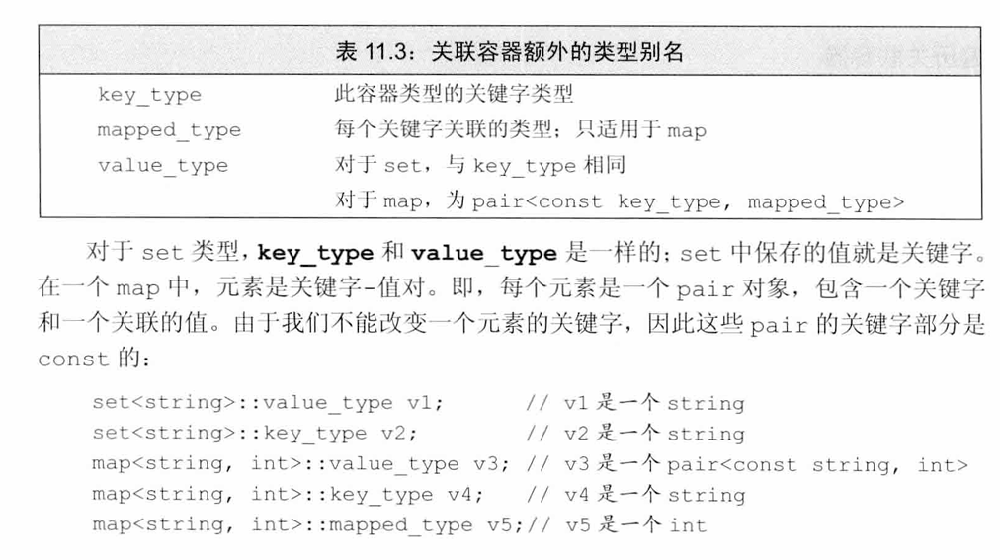 表 11.3：关联容器额外的类型别名
key_type 此容器类型的关键字类型
mapped_type 每个关键字关联的类型；只适用于 map
value_type 对于 set，与 key_type 相同
对于 map，为 pair<const key_type, mapped_type>
对于 set 类型，key_type 和 value_type 是一样的；set 中保存的值就是关键字。
在一个 map 中，元素是关键字-值对。即，每个元素是一个 pair 对象，包含一个关键字
和一个关联的值。由于我们不能改变一个元素的关键字，因此这些 pair 的关键字部分是
const 的：
set<string>::value_type v1; // v1 是一个 string
set<string>::key_type v2; // v2 是一个 string
map<string, int>::value_type v3; // v3 是一个 pair<const string, int>
map<string, int>::key_type v4; // v4 是一个 string
map<string, int>::mapped_type v5;// v5 是一个 int